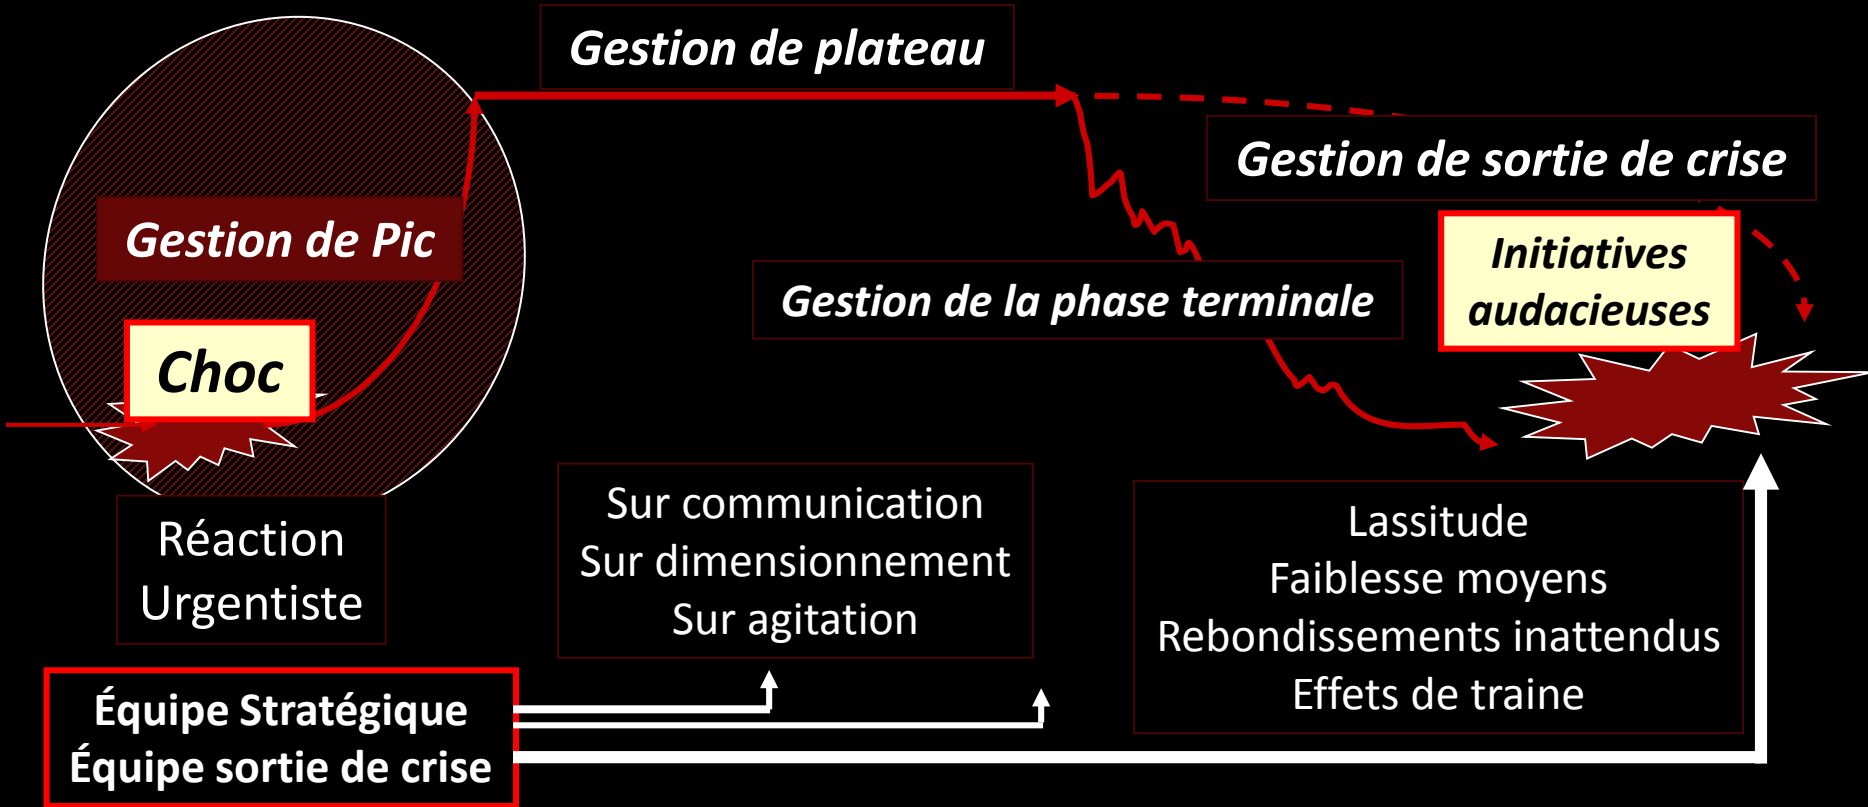 Gestion de plateau
Gestion de sortie de crise
Gestion de Pic
Initiatives
audacieuses
Gestion de la phase terminale
Choc
Réaction
Urgentiste
Sur communication
Sur dimensionnement
Sur agitation
Lassitude
Faiblesse moyens
Rebondissements inattendus
Effets de traine
Équipe Stratégique
Équipe sortie de crise